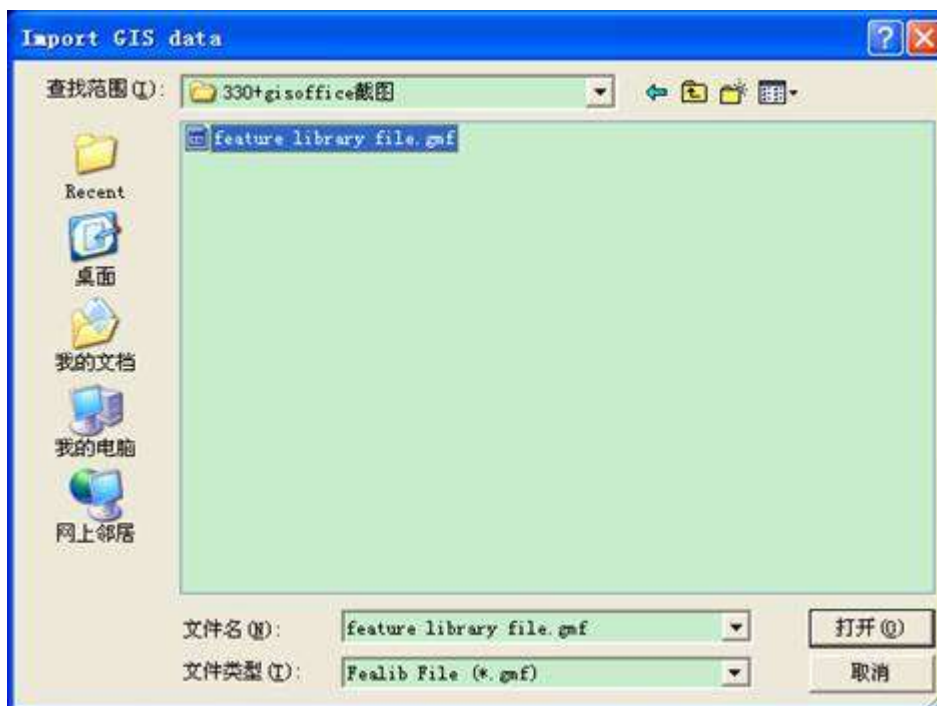 Import GIS data
查找范围(I):
330+gisoffice截图
feature library file.gmf
Recent
桌面
我的文档
我的电脑
网上邻居
文件名(N):
feature library file.gmf
打开(O)
文件类型(T):
Fealib File (*.gmf)
取消